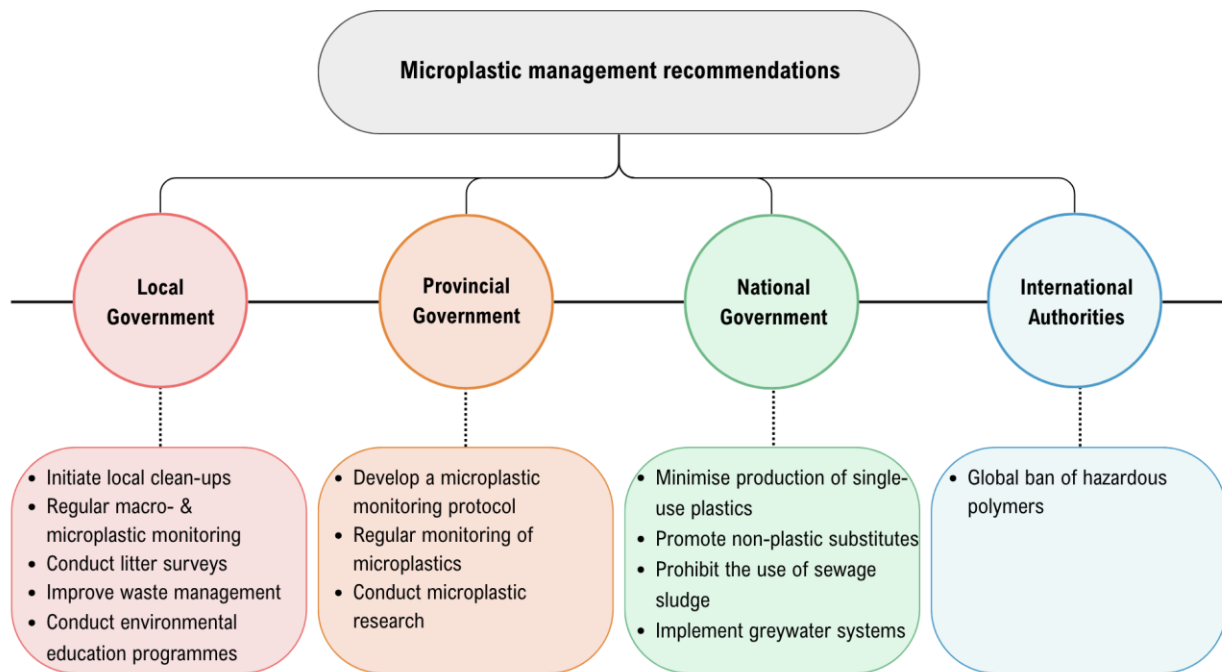 Microplastic management recommendations
Local
Government
Provincial
Government
National
Government
International
Authorities
• Initiate local clean-ups
• Regular macro- &
microplastic monitoring
• Conduct litter surveys
• Improve waste management
• Conduct environmental
education programmes
• Develop a microplastic
monitoring protocol
• Regular monitoring of
microplastics
• Conduct microplastic
research
• Minimise production of single-
use plastics
• Promote non-plastic substitutes
• Prohibit the use of sewage
sludge
• Implement greywater systems
• Global ban of hazardous
polymers